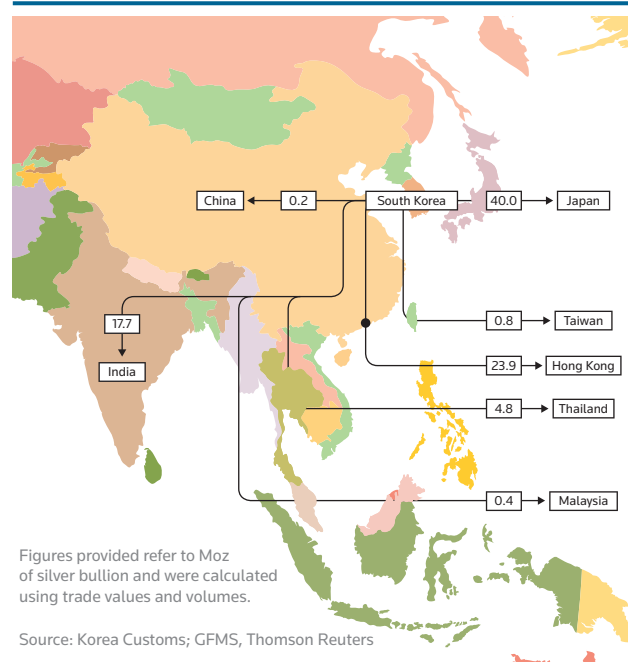 China
0.2
South Korea
40.0
Japan
17.7
India
0.8
Taiwan
23.9
Hong Kong
4.8
Thailand
0.4
Malaysia
Figures provided refer to Moz
of silver bullion and were calculated
using trade values and volumes.
Source: Korea Customs; GFMS, Thomson Reuters